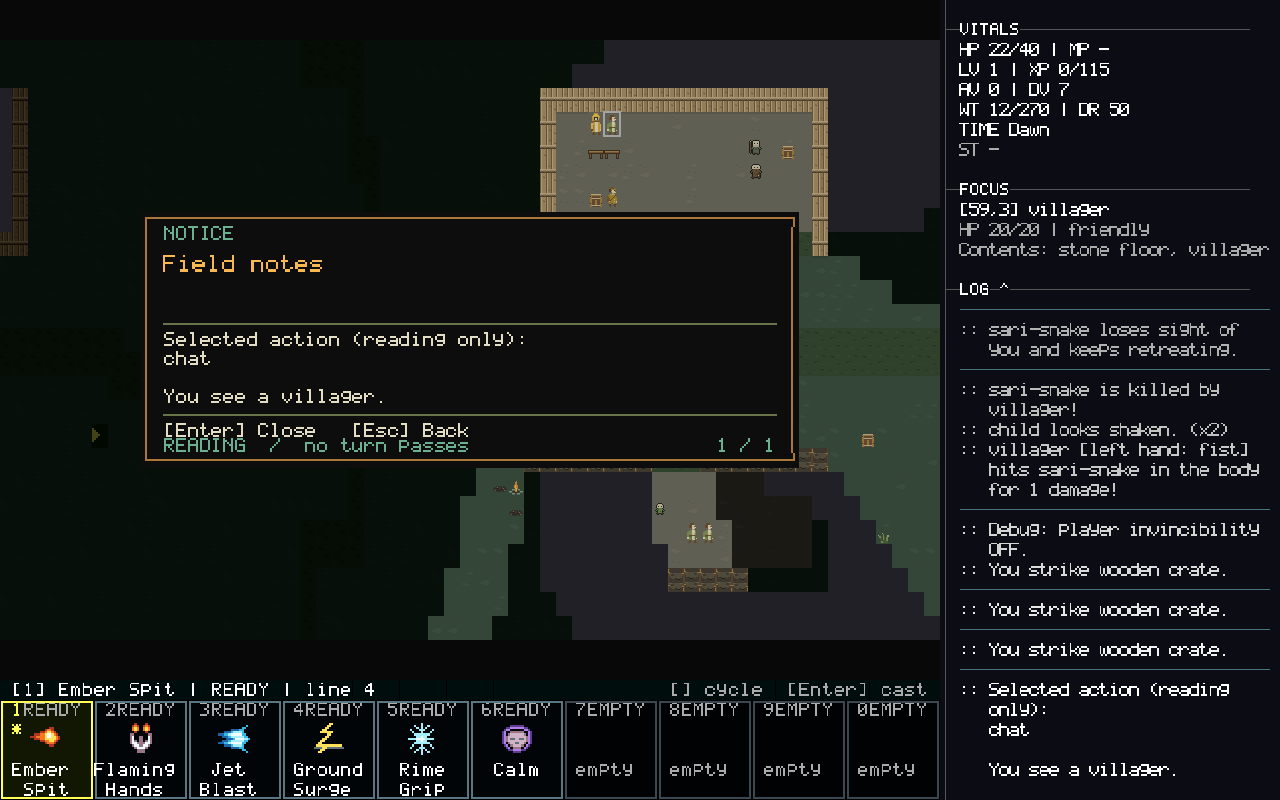 VITALS
HP 22/40 | MP -
LV 1 | XP 0/115
AV 0 | DV 7
WT 12/270 | DR 50
TIME Dawn
ST -
FOCUS
[59,3] villager
HP 20/20 | friendly
Contents: stone floor, villager
LOG ^
:: sari-snake loses sight of
you and keeps retreating.
:: sari-snake is killed by
villager!
:: child looks shaken. (x2)
:: villager [left hand: fist]
hits sari-snake in the body
for 1 damage!
:: Debug: Player invincibility
OFF.
:: You strike wooden crate.
:: You strike wooden crate.
:: You strike wooden crate.
:: Selected action (reading
only):
chat
You see a villager.
NOTICE
Field notes
Selected action (reading only):
chat
You see a villager.
[Enter] Close [Esc] Back
READING / no turn passes 1 / 1
[1] Ember Spit | READY | line 4 [] cycle [Enter] cast
1READY 2READY 3READY 4READY 5READY 6READY 7EMPTY 8EMPTY 9EMPTY 0EMPTY
*
Ember Flaming Jet Ground Rime Calm empty empty empty empty
Spit Hands Blast Surge Grip